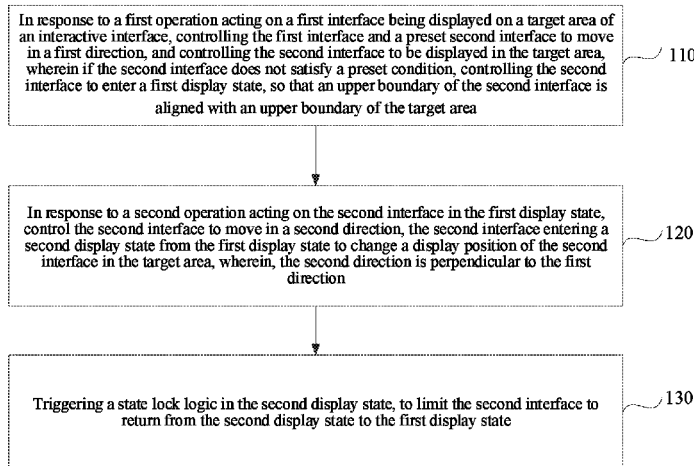 In response to a first operation acting on a first interface being displayed on a target area of
an interactive interface, controlling the first interface and a preset second interface to move
in a first direction, and controlling the second interface to be displayed in the target area,
wherein if the second interface does not satisfy a preset condition, controlling the second
interface to enter a first display state, so that an upper boundary of the second interface is
aligned with an upper boundary of the target area
110
In response to a second operation acting on the second interface in the first display state,
control the second interface to move in a second direction, the second interface entering a
second display state from the first display state to change a display position of the second
interface in the target area, wherein, the second direction is perpendicular to the first
direction
120
Triggering a state lock logic in the second display state, to limit the second interface to
return from the second display state to the first display state
130